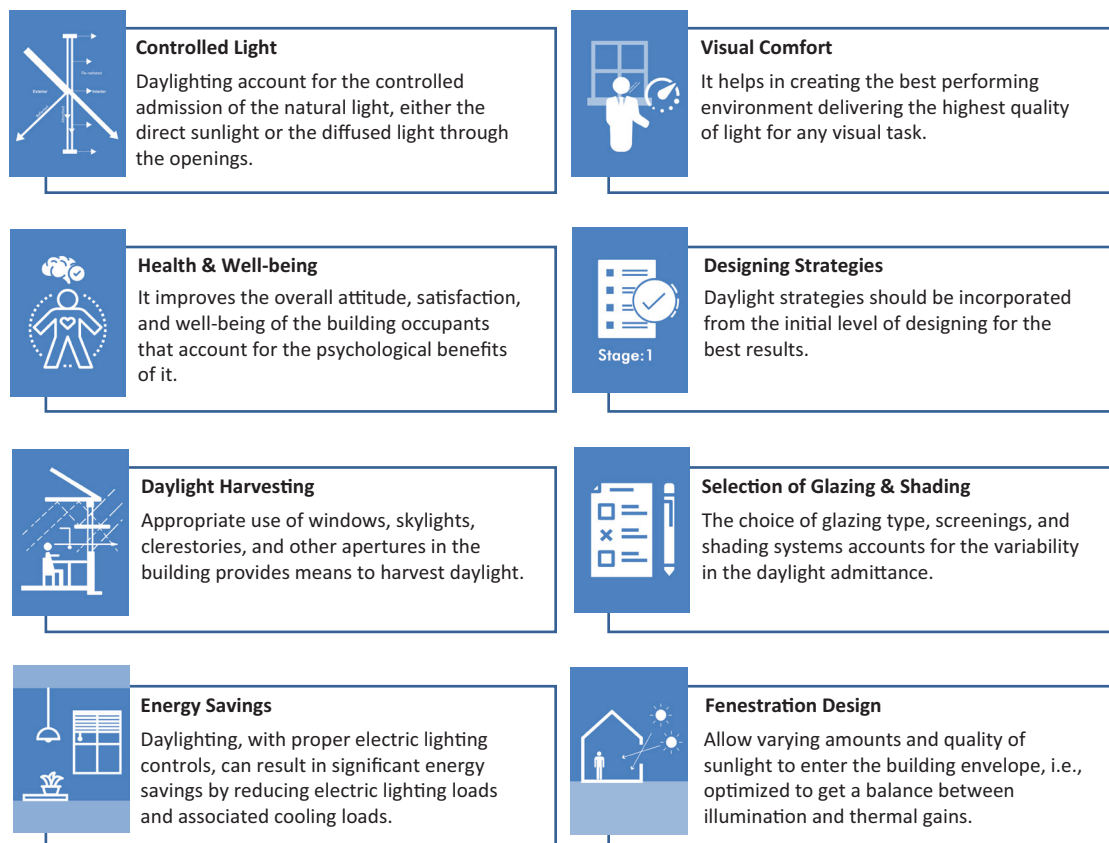 Controlled Light
Daylighting account for the controlled
admission of the natural light, either the
direct sunlight or the diffused light through
the openings.
Visual Comfort
It helps in creating the best performing
environment delivering the highest quality
of light for any visual task.
Health & Well-being
It improves the overall attitude, satisfaction,
and well-being of the building occupants
that account for the psychological benefits
of it.
Stage:1
Designing Strategies
Daylight strategies should be incorporated
from the initial level of designing for the
best results.
Daylight Harvesting
Appropriate use of windows, skylights,
clerestories, and other apertures in the
building provides means to harvest daylight.
Selection of Glazing & Shading
The choice of glazing type, screenings, and
shading systems accounts for the variability
in the daylight admittance.
Energy Savings
Daylighting, with proper electric lighting
controls, can result in significant energy
savings by reducing electric lighting loads
and associated cooling loads.
Fenestration Design
Allow varying amounts and quality of
sunlight to enter the building envelope, i.e.,
optimized to get a balance between
illumination and thermal gains.